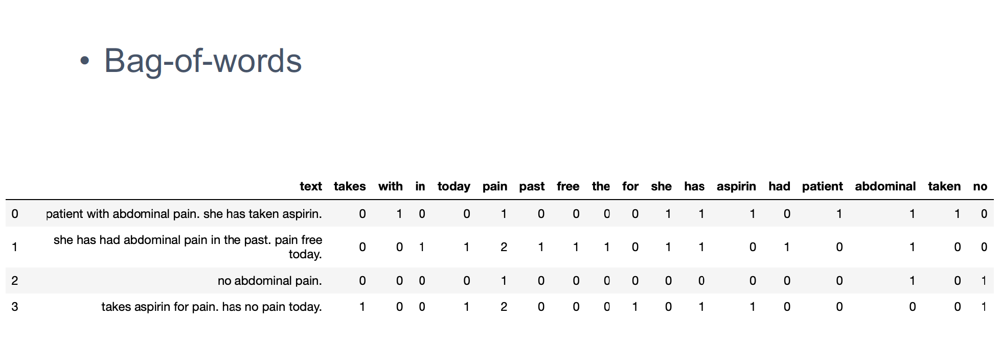 • Bag-of-words
text takes with in today pain past free the for she has aspirin had patient abdominal taken no
0 patient with abdominal pain. she has taken aspirin. 0 1 0 0 1 0 0 0 0 1 1 1 0 1 1 1 0
1 she has had abdominal pain in the past. pain free
today. 0 0 1 1 2 1 1 1 0 1 1 0 1 0 1 0 0
2 no abdominal pain. 0 0 0 0 1 0 0 0 0 0 0 0 0 0 1 0 1
3 takes aspirin for pain. has no pain today. 1 0 0 1 2 0 0 0 1 0 1 1 0 0 0 0 1